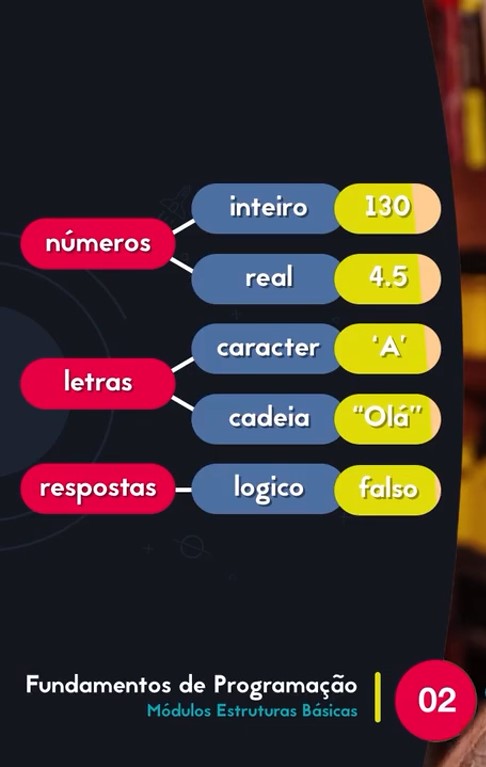 números
inteiro 130
real 4.5
letras
caracter 'A'
cadeia “Olá”
respostas logico falso
Fundamentos de Programação
Módulos Estruturas Básicas
02